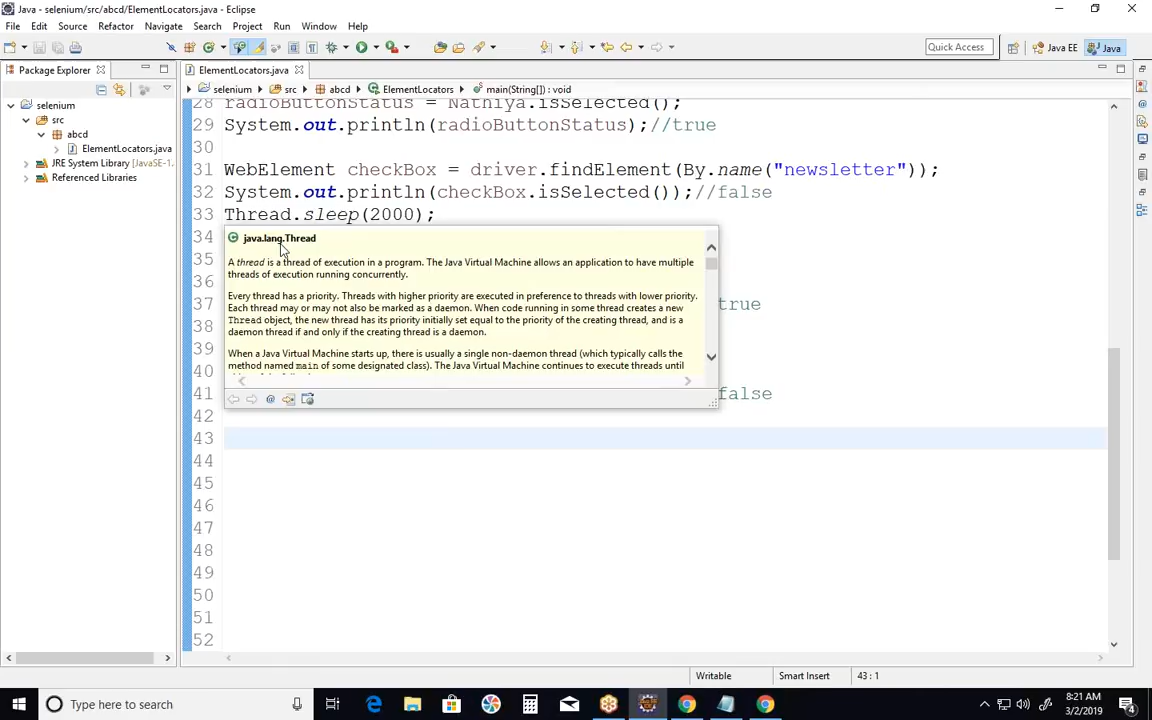 Java - selenium/src/abcd/ElementLocators.java - Eclipse
File Edit Source Refactor Navigate Search Project Run Window Help
Quick Access Java EE Java
Package Explorer ElementLocators.java
selenium src abcd ElementLocators main(String[]) : void
selenium
src
abcd
ElementLocators.java
JRE System Library [JavaSE-1.
Referenced Libraries
28 radioButtonStatus = Nathiya.isSelected();
29 System.out.println(radioButtonStatus);//true
30
31 WebElement checkBox = driver.findElement(By.name("newsletter"));
32 System.out.println(checkBox.isSelected());//false
33 Thread.sleep(2000);
34
java.lang.Thread
A thread is a thread of execution in a program. The Java Virtual Machine allows an application to have multiple
threads of execution running concurrently.
35
36
Every thread has a priority. Threads with higher priority are executed in preference to threads with lower priority.
37 true
Each thread may or may not also be marked as a daemon. When code running in some thread creates a new
Thread object, the new thread has its priority initially set equal to the priority of the creating thread, and is a
38
daemon thread if and only if the creating thread is a daemon.
39
When a Java Virtual Machine starts up, there is usually a single non-daemon thread (which typically calls the
method named main of some designated class). The Java Virtual Machine continues to execute threads until
40
41 false
42
43
44
45
46
47
48
49
50
51
52
Writable Smart Insert 43 : 1
Type here to search
8:21 AM
3/2/2019
4